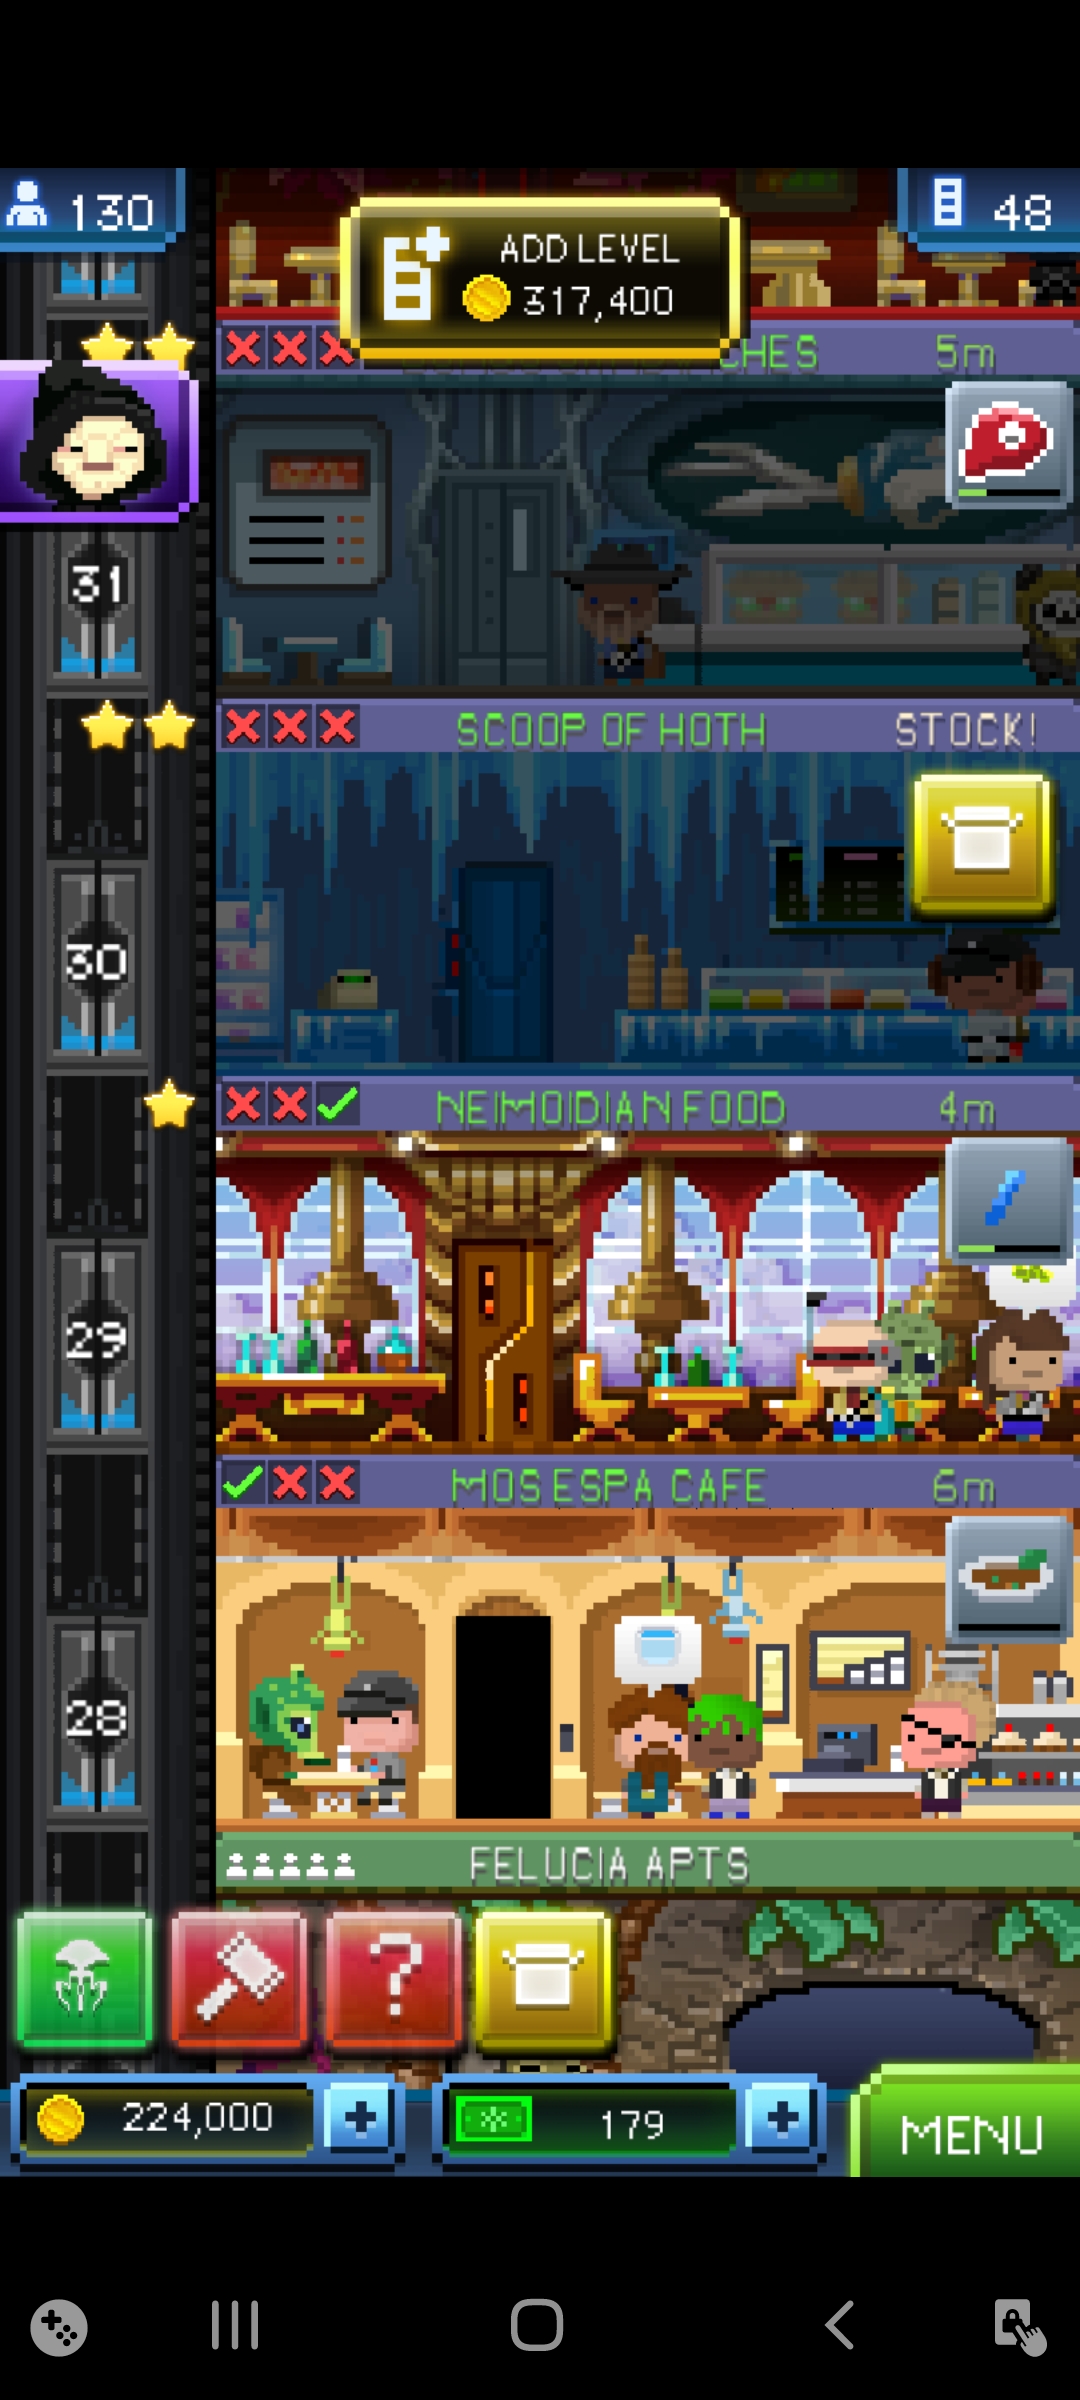 130
ADD LEVEL
317,400
48
CHES
5m
31
SCOOP OF HOTH
STOCK!
30
NEIMOIDIAN FOOD
4m
29
MOS ESPA CAFE
6m
28
FELUCIA APTS
?
224,000
+
179
+
MENU